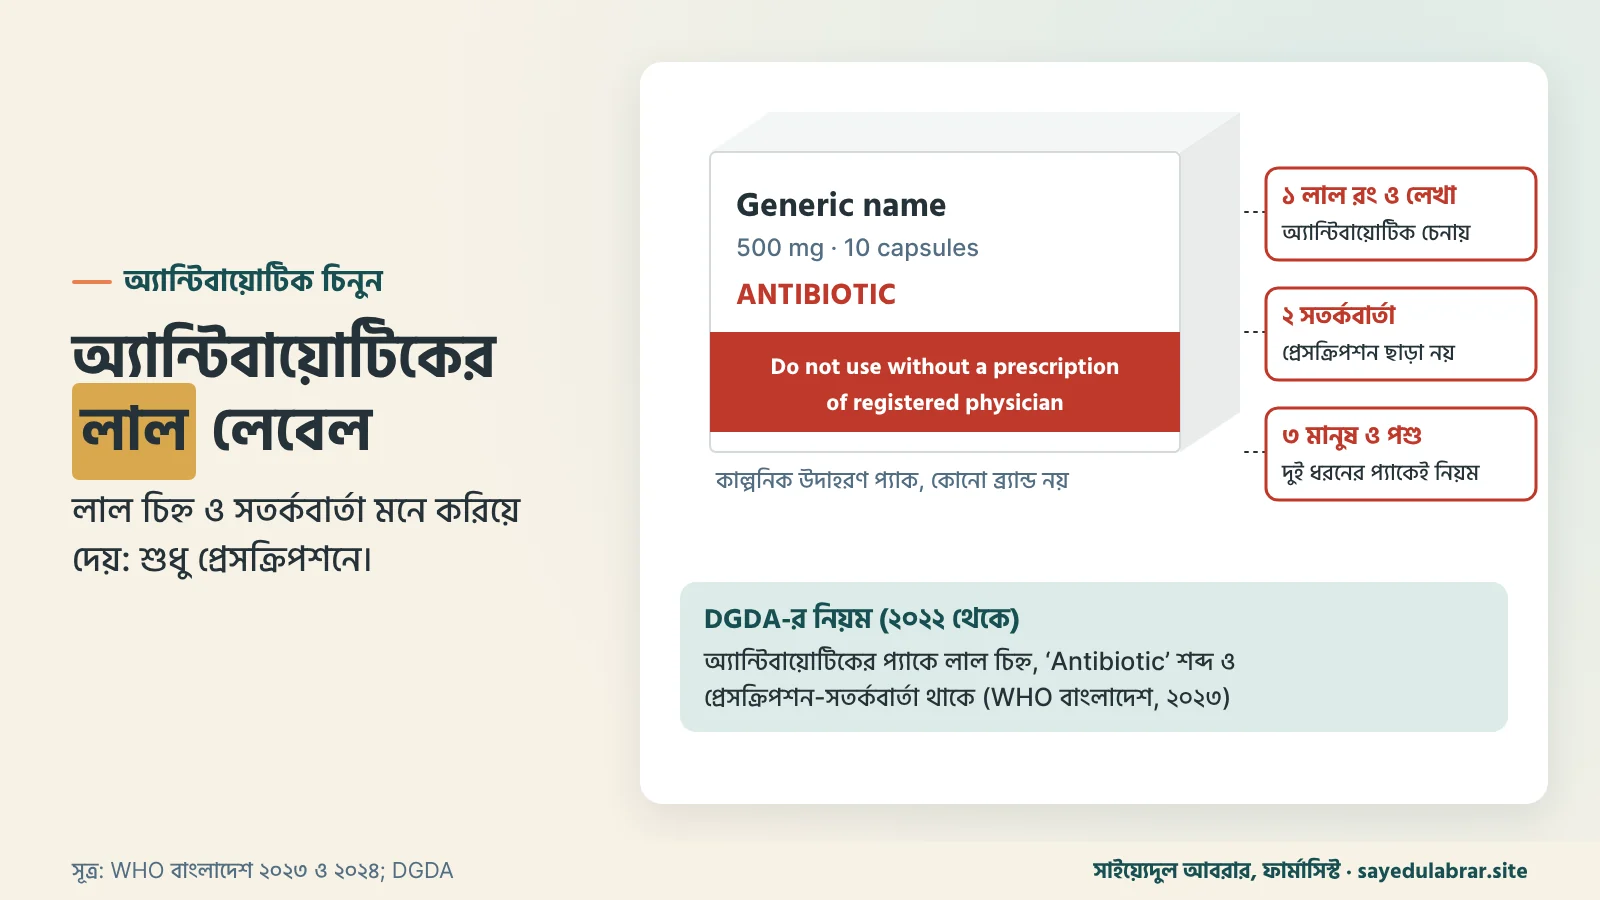 অ্যান্টিবায়োটিক চিনুন
অ্যান্টিবায়োটিকের
লাল লেবেল
লাল চিহ্ন ও সতর্কবার্তা মনে করিয়ে
দেয়: শুধু প্রেসক্রিপশনে।
Generic name
500 mg · 10 capsules
ANTIBIOTIC
Do not use without a prescription
of registered physician
কাল্পনিক উদাহরণ প্যাক, কোনো ব্র্যান্ড নয়
১ লাল রং ও লেখা
অ্যান্টিবায়োটিক চেনায়
২ সতর্কবার্তা
প্রেসক্রিপশন ছাড়া নয়
৩ মানুষ ও পশু
দুই ধরনের প্যাকেই নিয়ম
DGDA-র নিয়ম (২০২২ থেকে)
অ্যান্টিবায়োটিকের প্যাকে লাল চিহ্ন, ‘Antibiotic’ শব্দ ও
প্রেসক্রিপশন-সতর্কবার্তা থাকে (WHO বাংলাদেশ, ২০২৩)
সূত্র: WHO বাংলাদেশ ২০২৩ ও ২০২৪; DGDA
সাইয়্যেদুল আবরার, ফার্মাসিস্ট · sayedulabrar.site